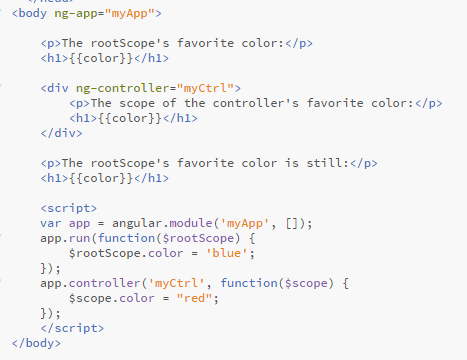 </head>
<body ng-app="myApp">
<p>The rootScope's favorite color:</p>
<h1>{{color}}</h1>
<div ng-controller="myCtrl">
<p>The scope of the controller's favorite color:</p>
<h1>{{color}}</h1>
</div>
<p>The rootScope's favorite color is still:</p>
<h1>{{color}}</h1>
<script>
var app = angular.module('myApp', []);
app.run(function($rootScope) {
$rootScope.color = 'blue';
});
app.controller('myCtrl', function($scope) {
$scope.color = "red";
});
</script>
</body>